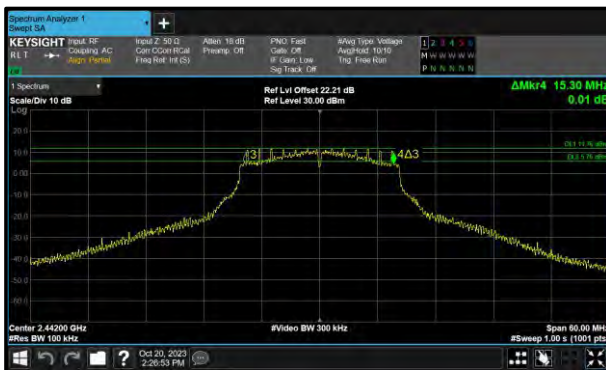 Spectrum Analyzer 1
Swept SA
+
KEYSIGHT
RLT
Input: RF
Coupling: AC
Align: Partial
Input Z: 50 Ω
Corr CCorr RCal
Freq Ref: Int (S)
Atten: 18 dB
Preamp: Off
PNO: Fast
Gate: Off
IF Gain: Low
Sig Track: Off
#Avg Type: Voltage
Avg|Hold: 10/10
Trig: Free Run
1 2 3 4 5 6
M W W W W W
P N N N N N
1 Spectrum
Scale/Div 10 dB
Log
Ref Lvl Offset 22.21 dB
Ref Level 30.00 dBm
ΔMkr4 15.30 MHz
0.01 dB
20.0
10.0
0.00
-10.0
-20.0
-30.0
-40.0
-50.0
-60.0
3
4Δ3
Center 2.44200 GHz
#Res BW 100 kHz
#Video BW 300 kHz
Span 60.00 MHz
#Sweep 1.00 s (1001 pts)
?
Oct 20, 2023
2:26:53 PM